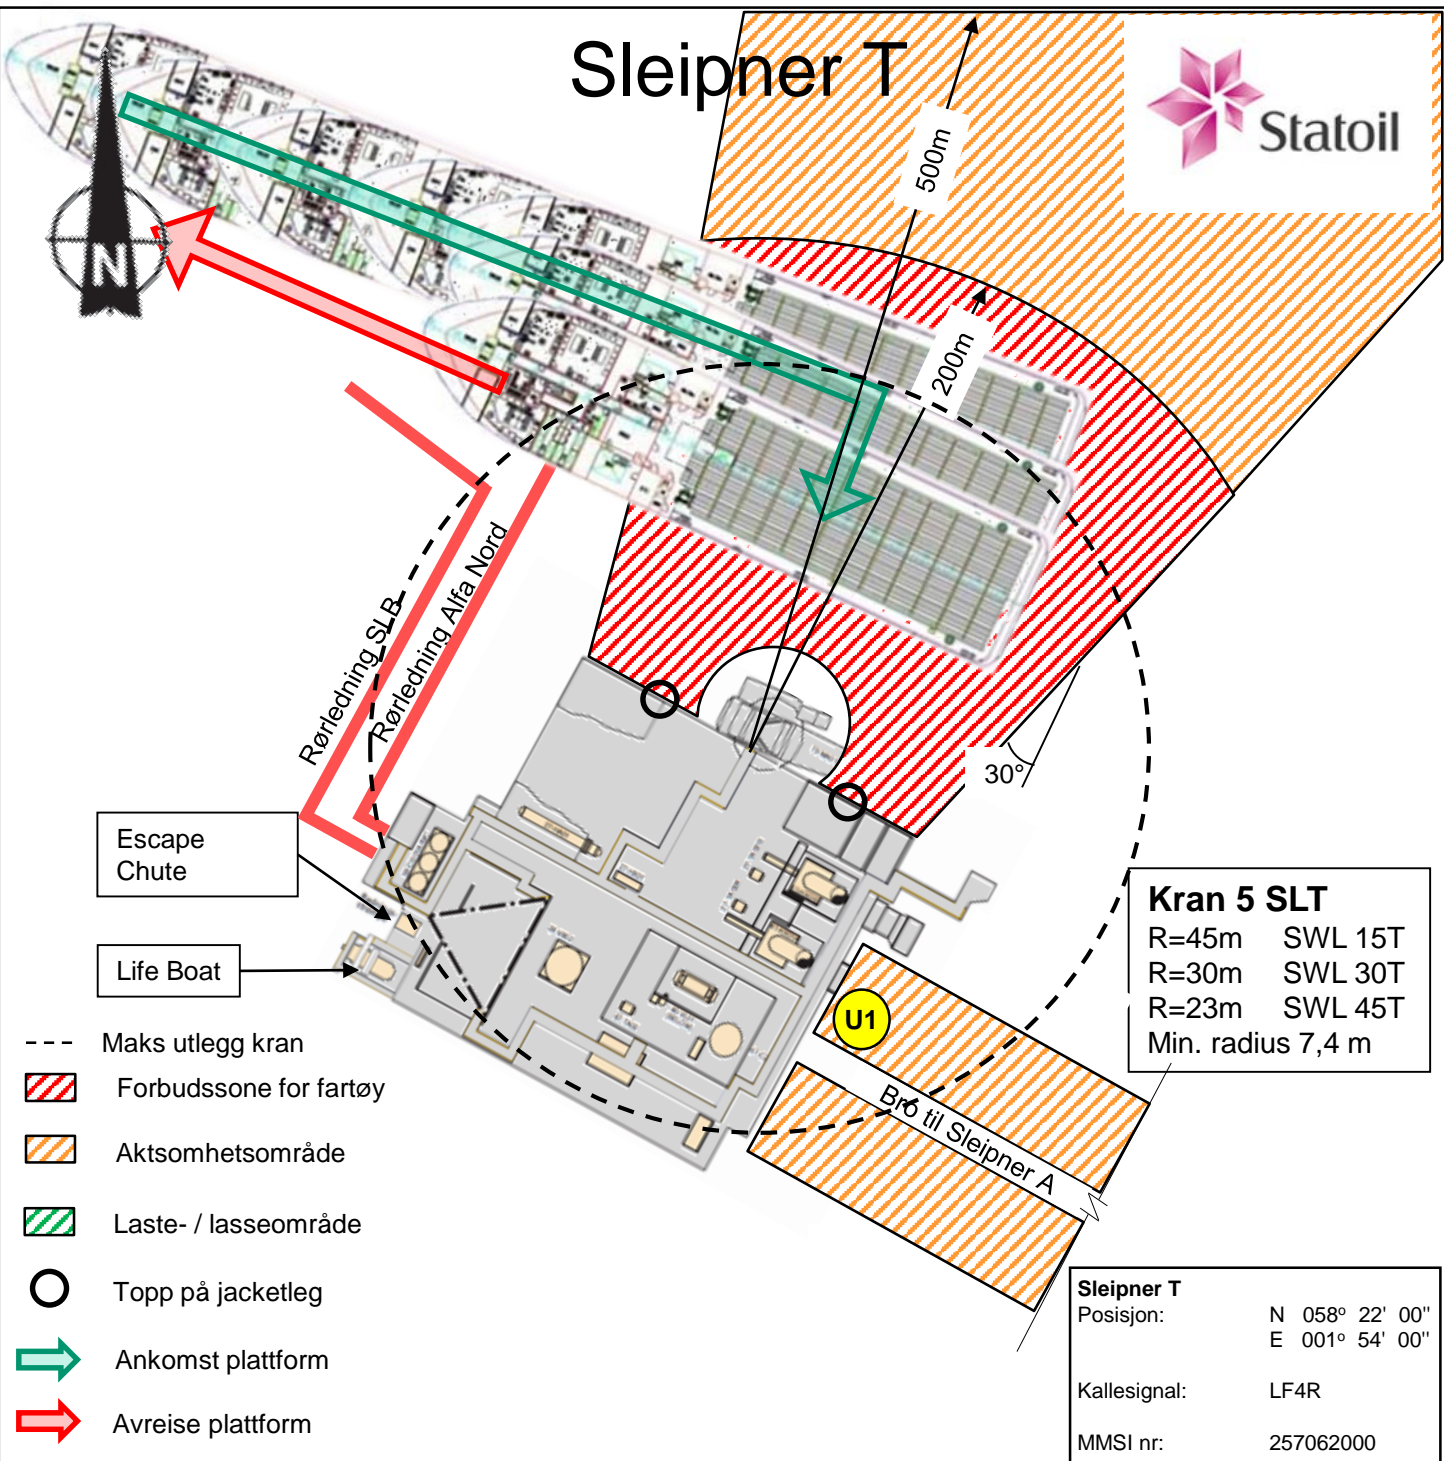 Sleipner T
Statoil
N
500m
200m
Rørledning SLB
Rørledning Alfa Nord
30°
Escape
Chute
Life Boat
Kran 5 SLT
R=45m SWL 15T
R=30m SWL 30T
R=23m SWL 45T
Min. radius 7,4 m
U1
Bro til Sleipner A
Maks utlegg kran
Forbudssone for fartøy
Aktsomhetsområde
Laste- / lasseområde
Topp på jacketleg
Ankomst plattform
Avreise plattform
Sleipner T
Posisjon: N 058º 22' 00"
E 001º 54' 00"
Kallesignal: LF4R
MMSI nr: 257062000